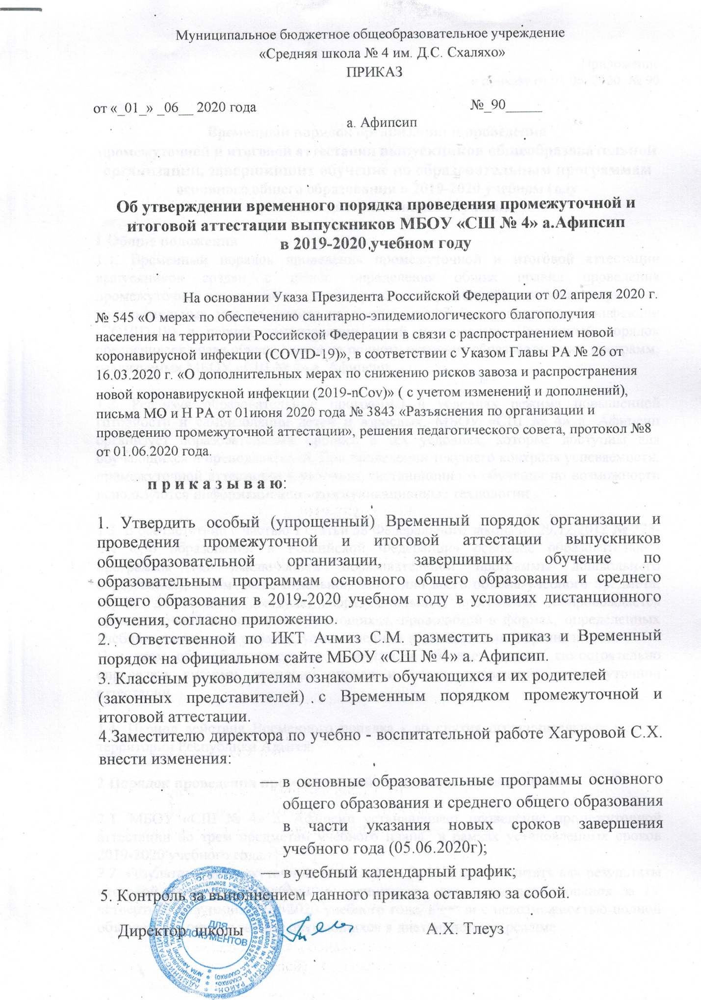 Муниципальное бюджетное общеобразовательное учреждение
«Средняя школа № 4 им. Д.С. Схаляхо»
ПРИКАЗ
от «_01_» _06__ 2020 года №_90_____
а. Афипсип
Об утверждении временного порядка проведения промежуточной и
итоговой аттестации выпускников МБОУ «СШ № 4» а.Афипсип
в 2019-2020 учебном году
На основании Указа Президента Российской Федерации от 02 апреля 2020 г.
№ 545 «О мерах по обеспечению санитарно-эпидемиологического благополучия
населения на территории Российской Федерации в связи с распространением новой
коронавирусной инфекции (COVID-19)», в соответствии с Указом Главы РА № 26 от
16.03.2020 г. «О дополнительных мерах по снижению рисков завоза и распространения
новой коронавирускной инфекции (2019-nCov)» ( с учетом изменений и дополнений),
письма МО и Н РА от 01июня 2020 года № 3843 «Разъяснения по организации и
проведению промежуточной аттестации», решения педагогического совета, протокол №8
от 01.06.2020 года.
п р и к а з ы в а ю:
1. Утвердить особый (упрощенный) Временный порядок организации и
проведения промежуточной и итоговой аттестации выпускников
общеобразовательной организации, завершивших обучение по
образовательным программам основного общего образования и среднего
общего образования в 2019-2020 учебном году в условиях дистанционного
обучения, согласно приложению.
2. Ответственной по ИКТ Ачмиз С.М. разместить приказ и Временный
порядок на официальном сайте МБОУ «СШ № 4» а. Афипсип.
3. Классным руководителям ознакомить обучающихся и их родителей
(законных представителей) с Временным порядком промежуточной и
итоговой аттестации.
4.Заместителю директора по учебно - воспитательной работе Хагуровой С.Х.
внести изменения:
— в основные образовательные программы основного
общего образования и среднего общего образования
в части указания новых сроков завершения
учебного года (05.06.2020г);
— в учебный календарный график;
5. Контроль за выполнением данного приказа оставляю за собой.
Директор школы А.Х. Тлеуз
ДЛЯ
ДОКУМЕНТОВ